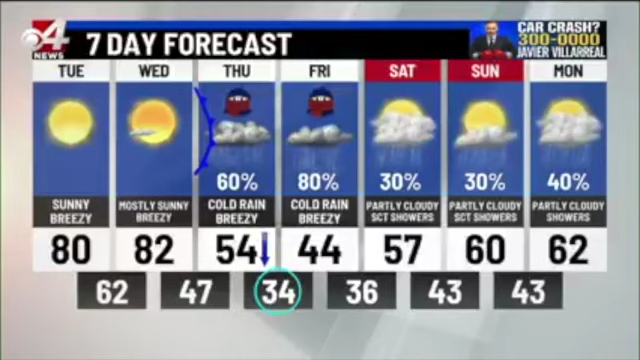 4
NEWS
7 DAY FORECAST
CAR CRASH?
300-0000
JAVIER VILLARREAL
TUE WED THU FRI SAT SUN MON
60% 80% 30% 30% 40%
SUNNY BREEZY
MOSTLY SUNNY BREEZY
COLD RAIN BREEZY
COLD RAIN BREEZY
PARTLY CLOUDY SCT SHOWERS
PARTLY CLOUDY SCT SHOWERS
PARTLY CLOUDY SHOWERS
80 82 54 44 57 60 62
62 47 34 36 43 43